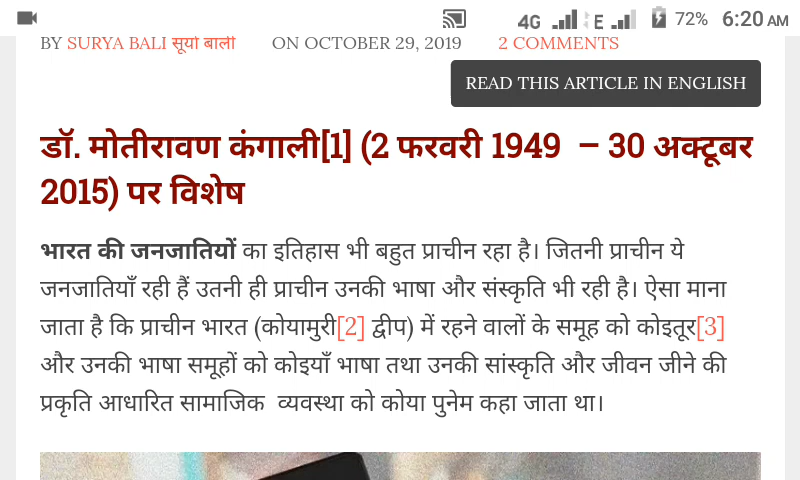 4G E 72% 6:20 AM
BY SURYA BALI सूर्या बाली ON OCTOBER 29, 2019 2 COMMENTS
READ THIS ARTICLE IN ENGLISH
डॉ. मोतीरावण कंगाली[1] (2 फरवरी 1949 – 30 अक्टूबर
2015) पर विशेष
भारत की जनजातियों का इतिहास भी बहुत प्राचीन रहा है। जितनी प्राचीन ये
जनजातियाँ रही हैं उतनी ही प्राचीन उनकी भाषा और संस्कृति भी रही है। ऐसा माना
जाता है कि प्राचीन भारत (कोयामुरी[2] द्वीप) में रहने वालों के समूह को कोइतूर[3]
और उनकी भाषा समूहों को कोइयाँ भाषा तथा उनकी सांस्कृति और जीवन जीने की
प्रकृति आधारित सामाजिक व्यवस्था को कोया पुनेम कहा जाता था।